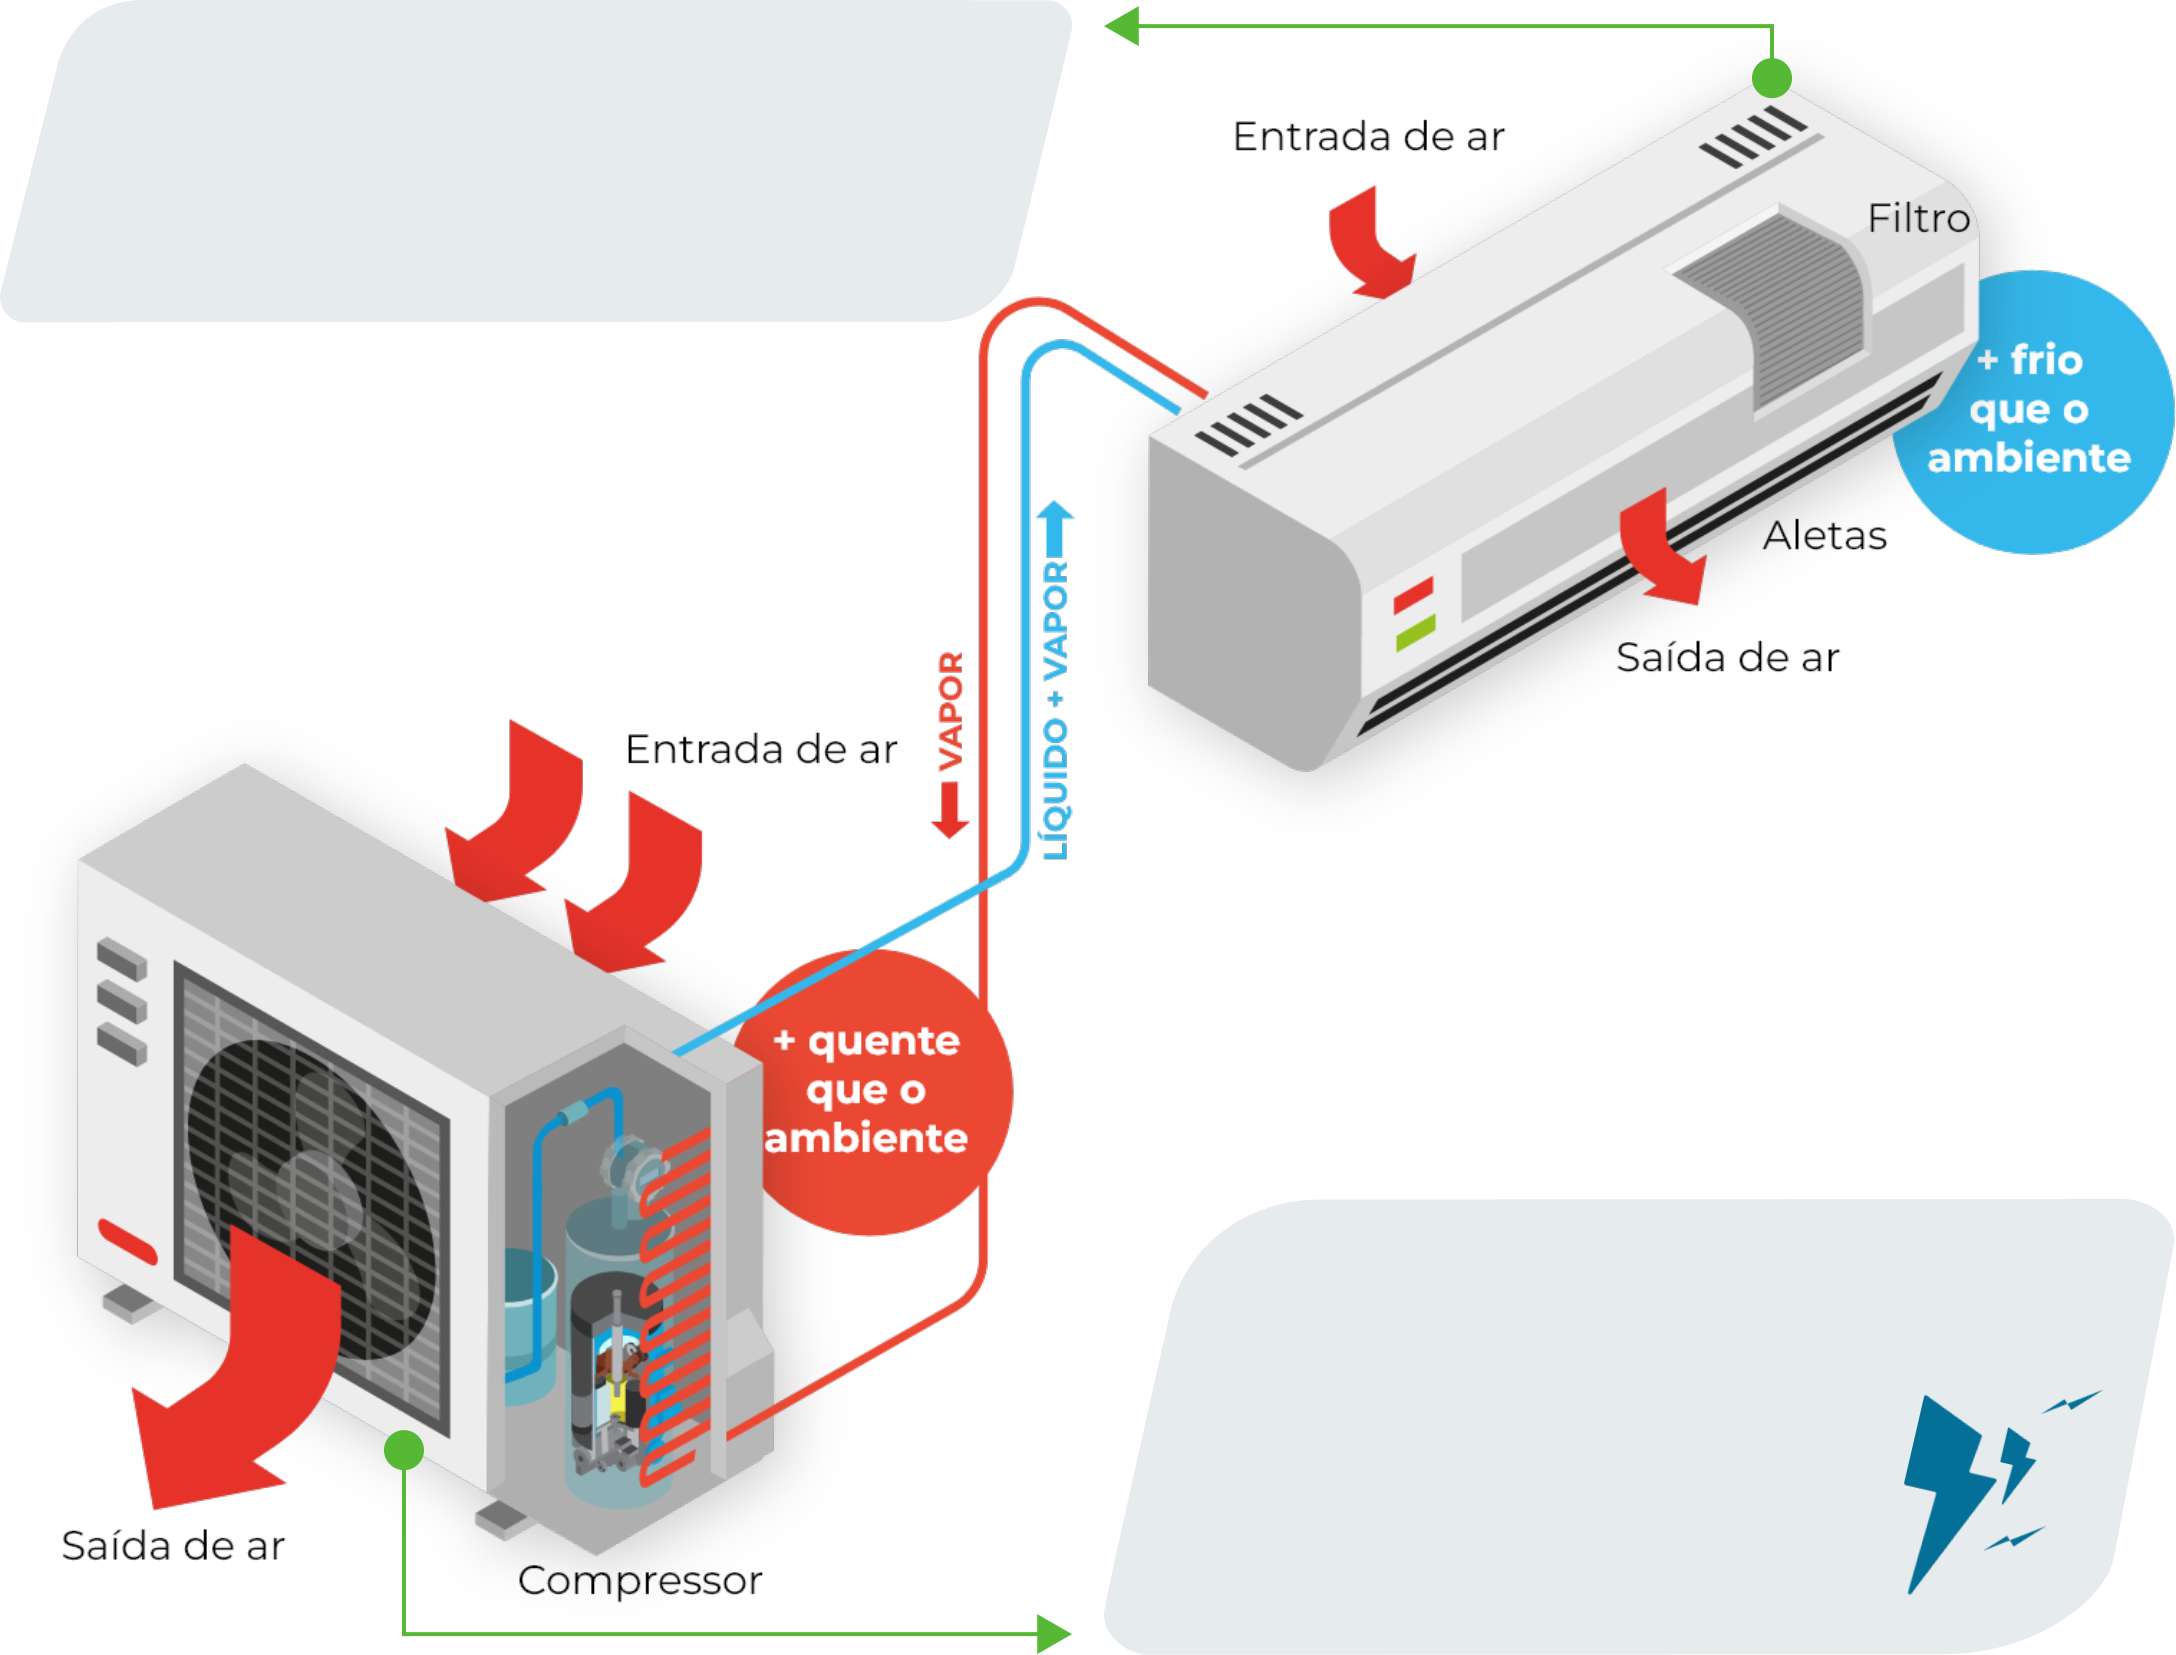 Entrada de ar
Filtro
+ frio
que o
ambiente
Aletas
Saída de ar
VAPOR
LÍQUIDO + VAPOR
Entrada de ar
+ quente
que o
ambiente
Saída de ar
Compressor